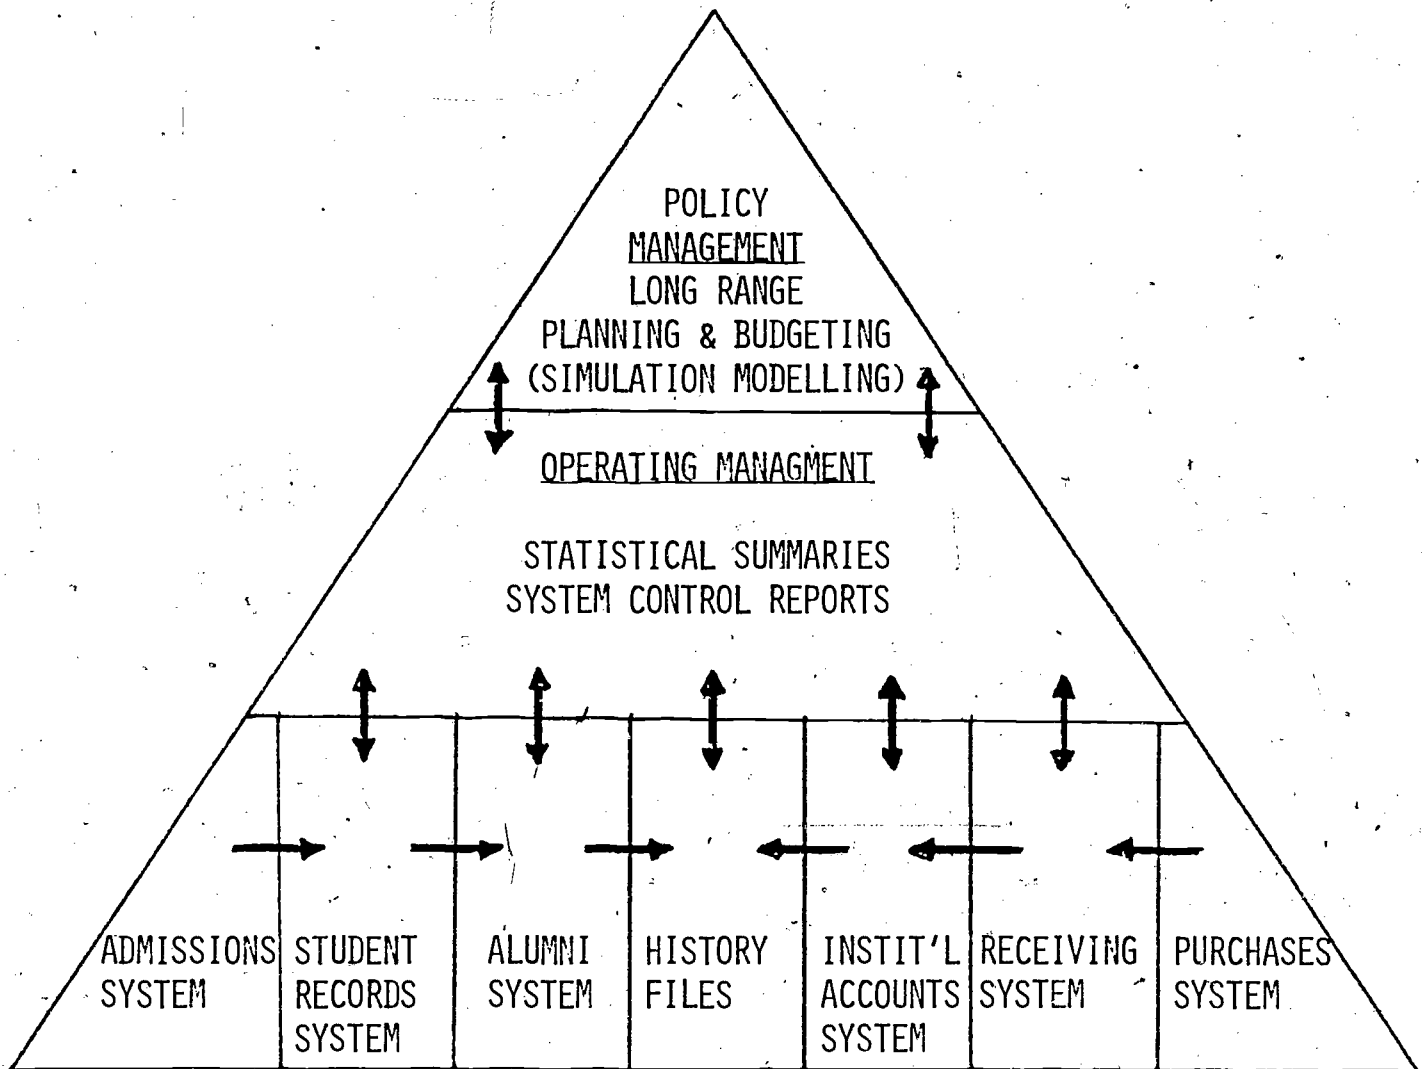 POLICY
MANAGEMENT
LONG RANGE
PLANNING & BUDGETING
(SIMULATION MODELLING)
OPERATING MANAGMENT
STATISTICAL SUMMARIES
SYSTEM CONTROL REPORTS
ADMISSIONS
SYSTEM
STUDENT
RECORDS
SYSTEM
ALUMNI
SYSTEM
HISTORY
FILES
INSTIT'L
ACCOUNTS
SYSTEM
RECEIVING
SYSTEM
PURCHASES
SYSTEM